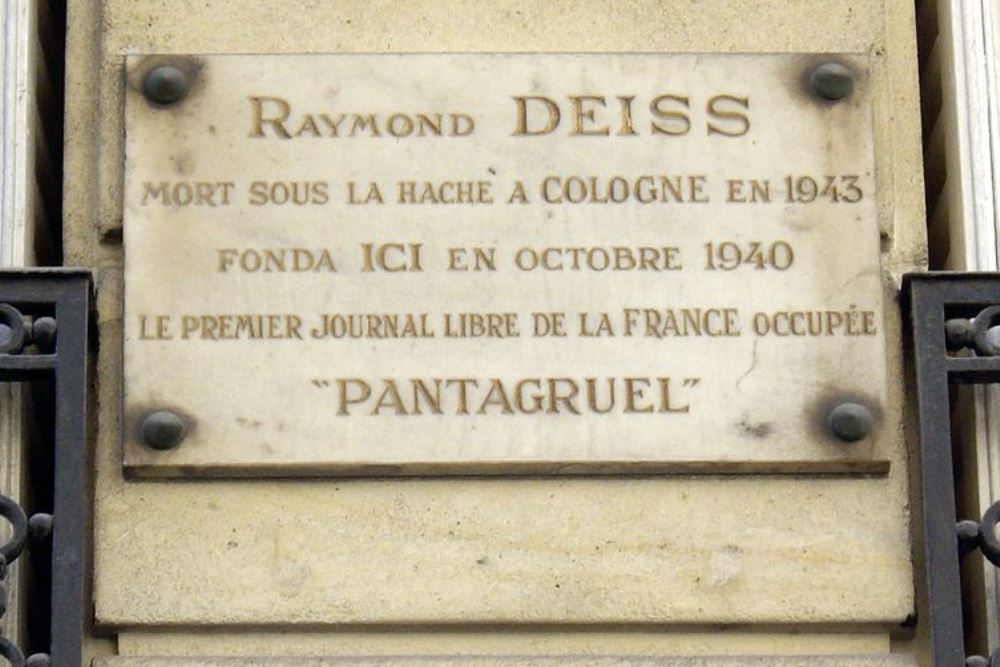 RAYMOND DEISS
MORT SOUS LA HACHE A COLOGNE EN 1943
FONDA ICI EN OCTOBRE 1940
LE PREMIER JOURNAL LIBRE DE LA FRANCE OCCUPÉE
"PANTAGRUEL"